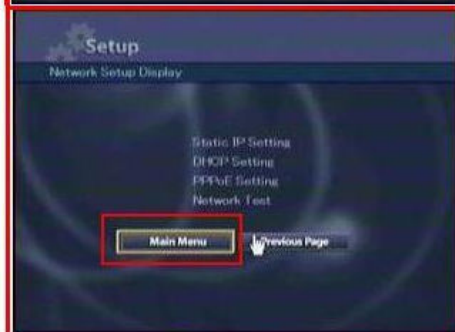 Setup
Network Setup Display
Static IP Setting
DHCP Setting
PPPoE Setting
Network Test
Main Menu
Previous Page